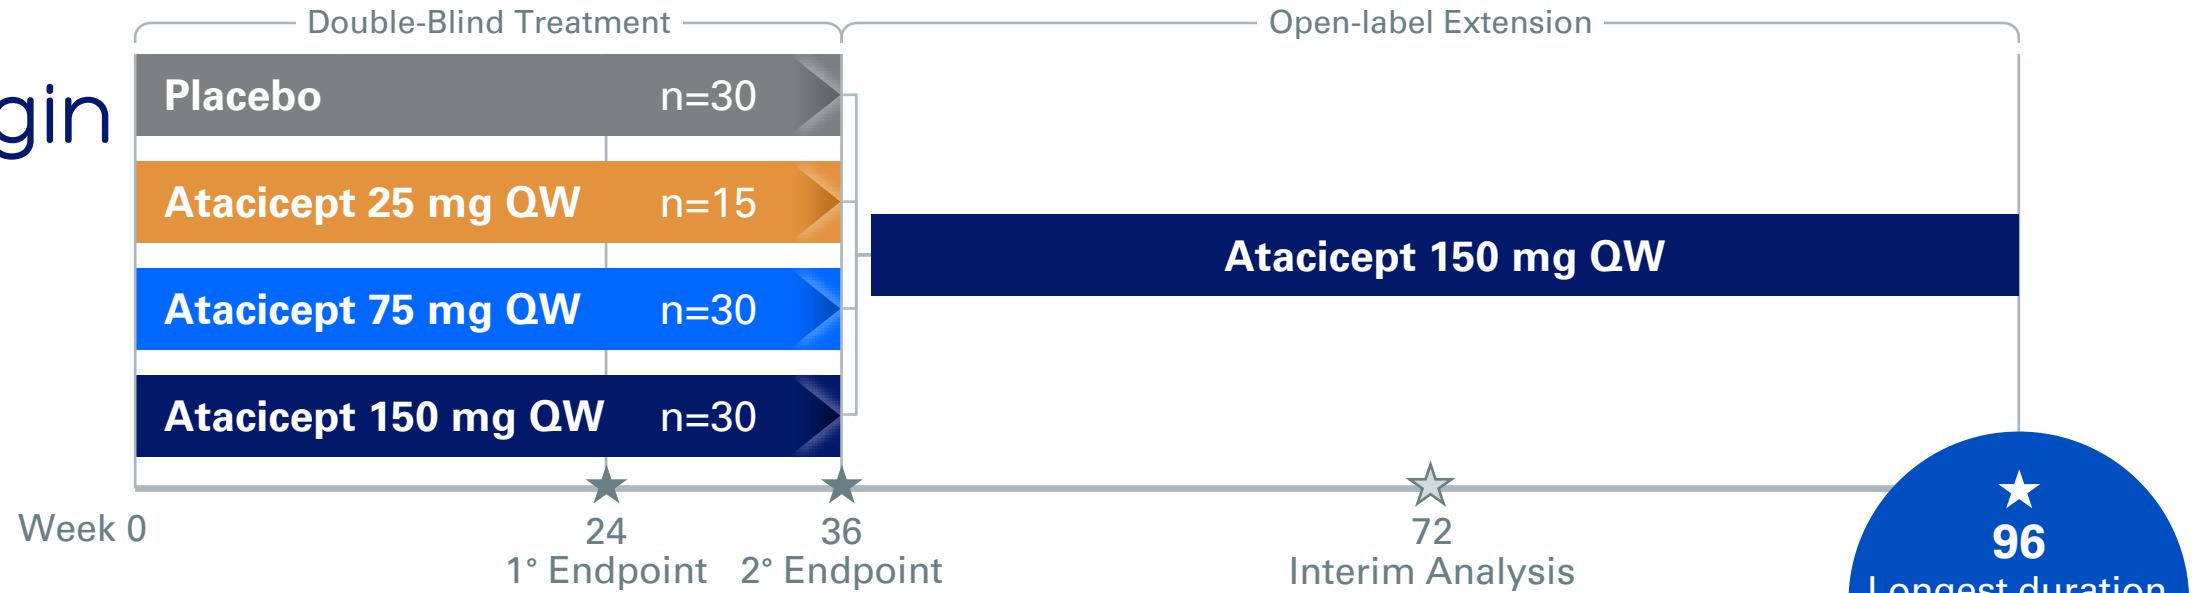 Double-Blind Treatment
Open-label Extension
gin
Placebo n=30
Atacicept 25 mg QW n=15
Atacicept 75 mg QW n=30
Atacicept 150 mg QW n=30
Atacicept 150 mg QW
Week 0
24
1° Endpoint
36
2° Endpoint
72
Interim Analysis
96
Longest duration